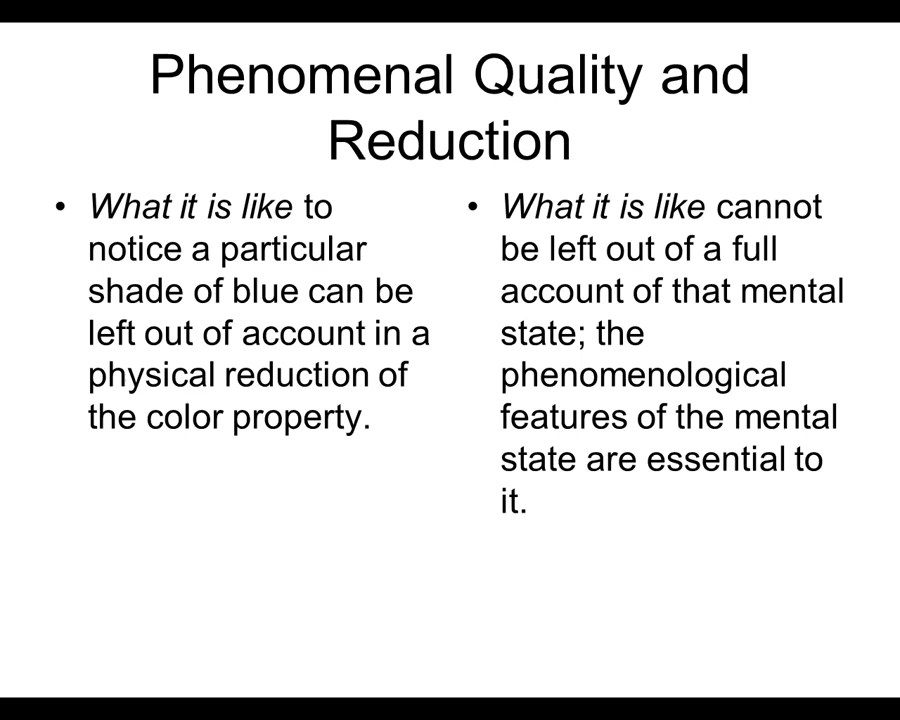 Phenomenal Quality and
Reduction
• What it is like to
notice a particular
shade of blue can be
left out of account in a
physical reduction of
the color property.
• What it is like cannot
be left out of a full
account of that mental
state; the
phenomenological
features of the mental
state are essential to
it.